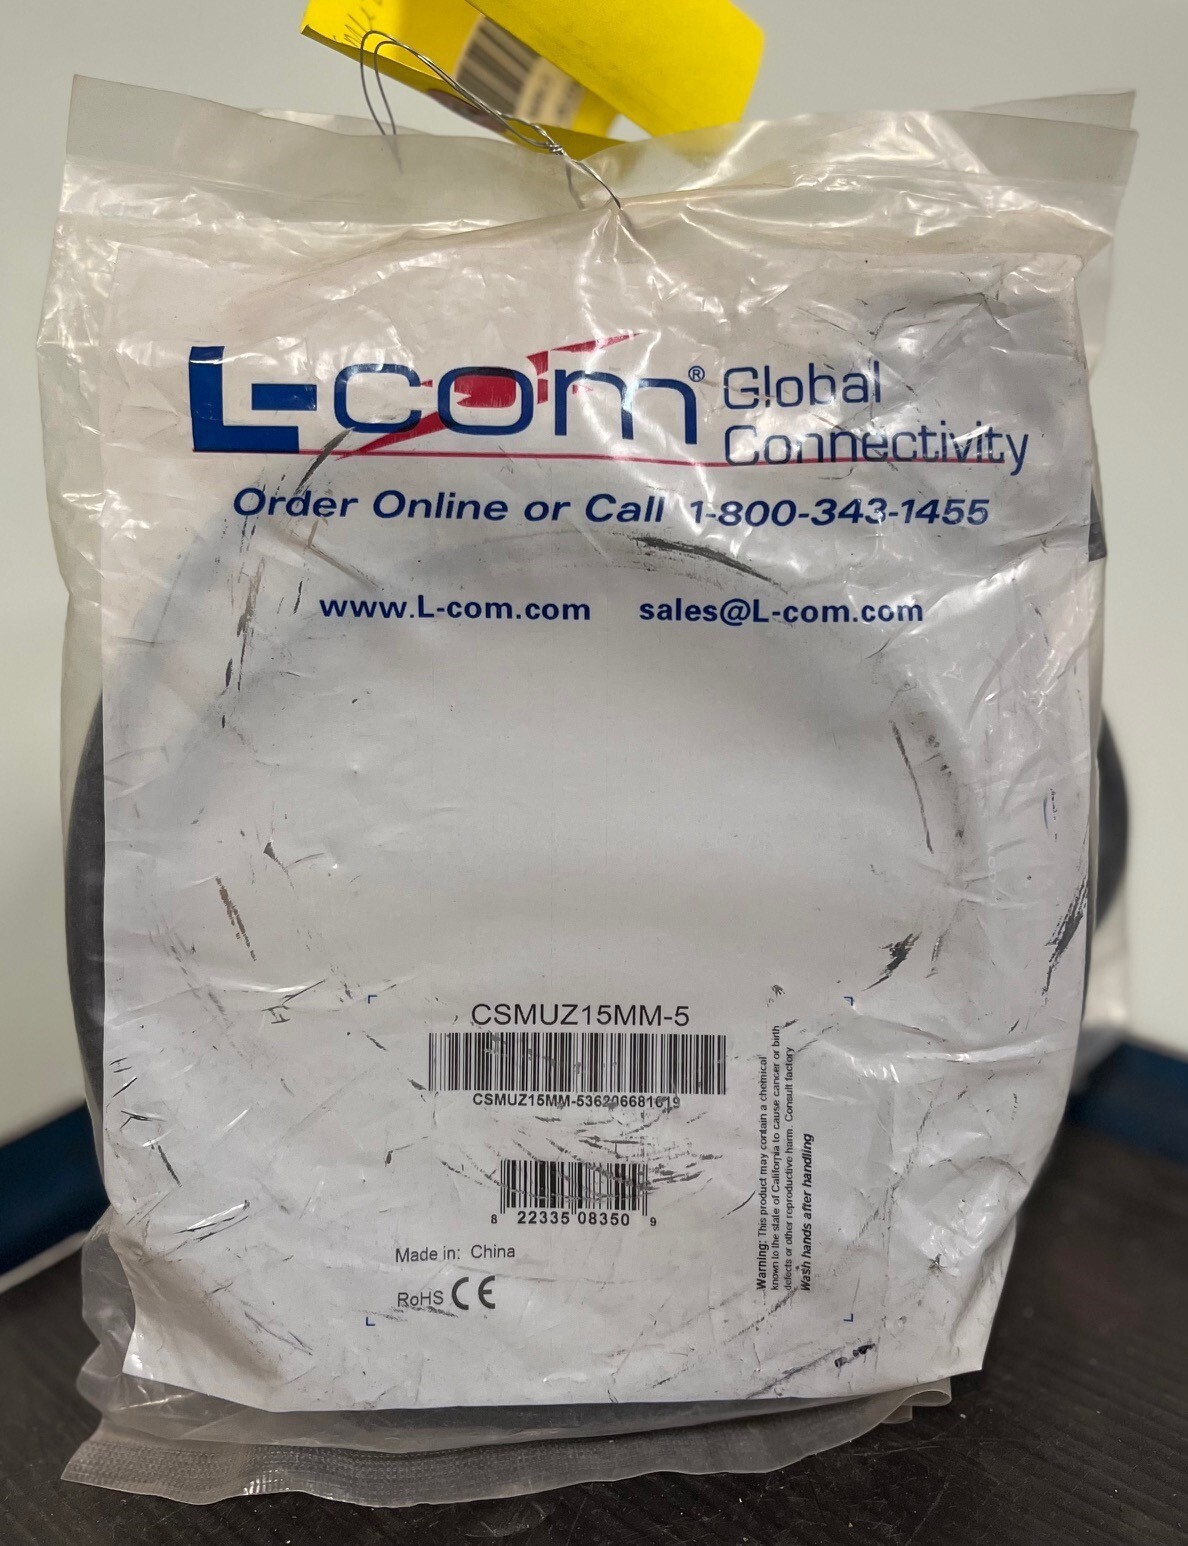 L-com® Global
Connectivity
Order Online or Call 1-800-343-1455
www.L-com.com sales@L-com.com
CSMUZ15MM-5
CSMUZ15MM-536206681619
8 22335 08350 9
Made in: China
RoHS CE
Warning: This product may contain a chemical
known to the state of California to cause cancer or birth
defects or other reproductive harm. Consult factory
Wash hands after handling